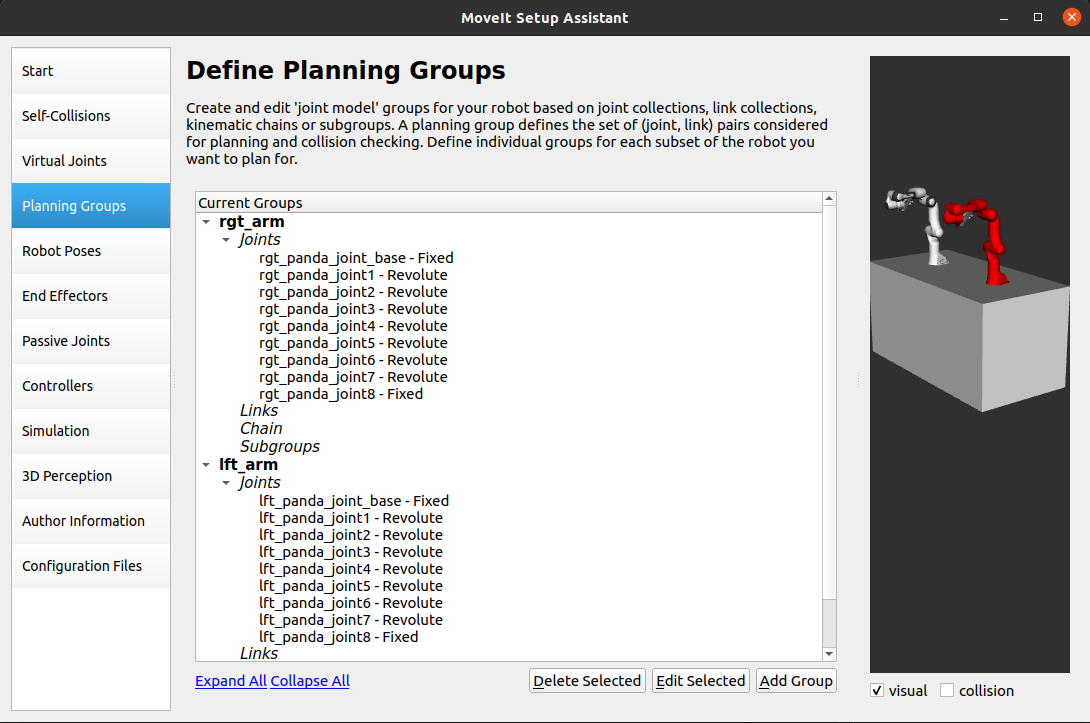 MoveIt Setup Assistant
Start
Self-Collisions
Virtual Joints
Planning Groups
Robot Poses
End Effectors
Passive Joints
Controllers
Simulation
3D Perception
Author Information
Configuration Files
Define Planning Groups
Create and edit 'joint model' groups for your robot based on joint collections, link collections,
kinematic chains or subgroups. A planning group defines the set of (joint, link) pairs considered
for planning and collision checking. Define individual groups for each subset of the robot you
want to plan for.
Current Groups
rgt_arm
Joints
rgt_panda_joint_base - Fixed
rgt_panda_joint1 - Revolute
rgt_panda_joint2 - Revolute
rgt_panda_joint3 - Revolute
rgt_panda_joint4 - Revolute
rgt_panda_joint5 - Revolute
rgt_panda_joint6 - Revolute
rgt_panda_joint7 - Revolute
rgt_panda_joint8 - Fixed
Links
Chain
Subgroups
lft_arm
Joints
lft_panda_joint_base - Fixed
lft_panda_joint1 - Revolute
lft_panda_joint2 - Revolute
lft_panda_joint3 - Revolute
lft_panda_joint4 - Revolute
lft_panda_joint5 - Revolute
lft_panda_joint6 - Revolute
lft_panda_joint7 - Revolute
lft_panda_joint8 - Fixed
Links
Expand All Collapse All
Delete Selected
Edit Selected
Add Group
visual
collision